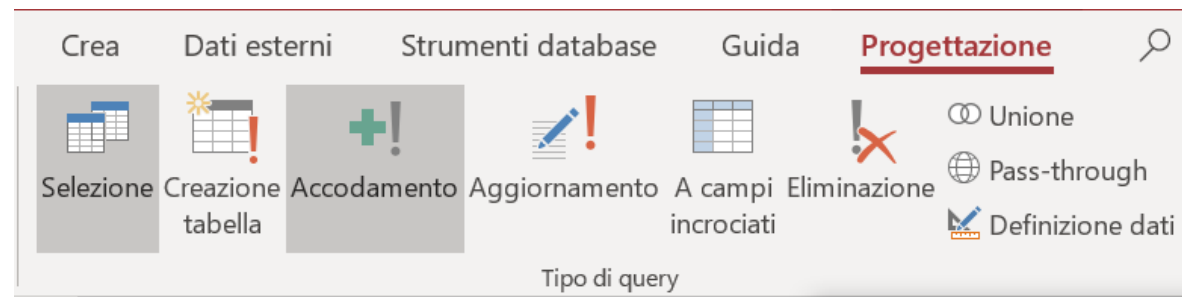 Crea Dati esterni Strumenti database Guida Progettazione
Selezione Creazione tabella Accodamento Aggiornamento A campi incrociati Eliminazione
Unione
Pass-through
Definizione dati
Tipo di query